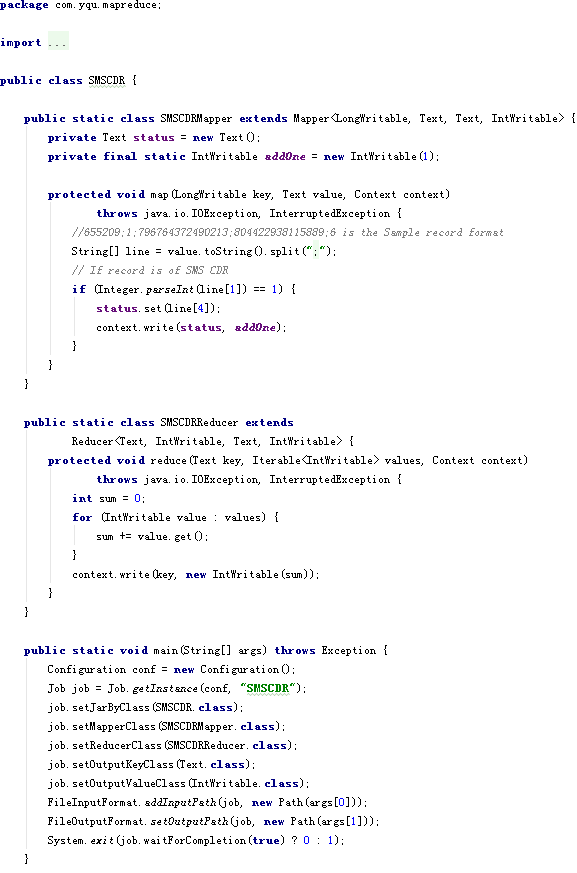 package com.yqu.mapreduce;
import ...
public class SMSCDR {
public static class SMSCDRMapper extends Mapper<LongWritable, Text, Text, IntWritable> {
private Text status = new Text();
private final static IntWritable addOne = new IntWritable(1);
protected void map(LongWritable key, Text value, Context context)
throws java.io.IOException, InterruptedException {
//655209;1;796764372490213;804422938115889;6 is the Sample record format
String[] line = value.toString().split(";");
// If record is of SMS CDR
if (Integer.parseInt(line[1]) == 1) {
status.set(line[4]);
context.write(status, addOne);
}
}
}
public static class SMSCDRReducer extends
Reducer<Text, IntWritable, Text, IntWritable> {
protected void reduce(Text key, Iterable<IntWritable> values, Context context)
throws java.io.IOException, InterruptedException {
int sum = 0;
for (IntWritable value : values) {
sum += value.get();
}
context.write(key, new IntWritable(sum));
}
}
public static void main(String[] args) throws Exception {
Configuration conf = new Configuration();
Job job = Job.getInstance(conf, "SMSCDR");
job.setJarByClass(SMSCDR.class);
job.setMapperClass(SMSCDRMapper.class);
job.setReducerClass(SMSCDRReducer.class);
job.setOutputKeyClass(Text.class);
job.setOutputValueClass(IntWritable.class);
FileInputFormat.addInputPath(job, new Path(args[0]));
FileOutputFormat.setOutputPath(job, new Path(args[1]));
System.exit(job.waitForCompletion(true) ? 0 : 1);
}